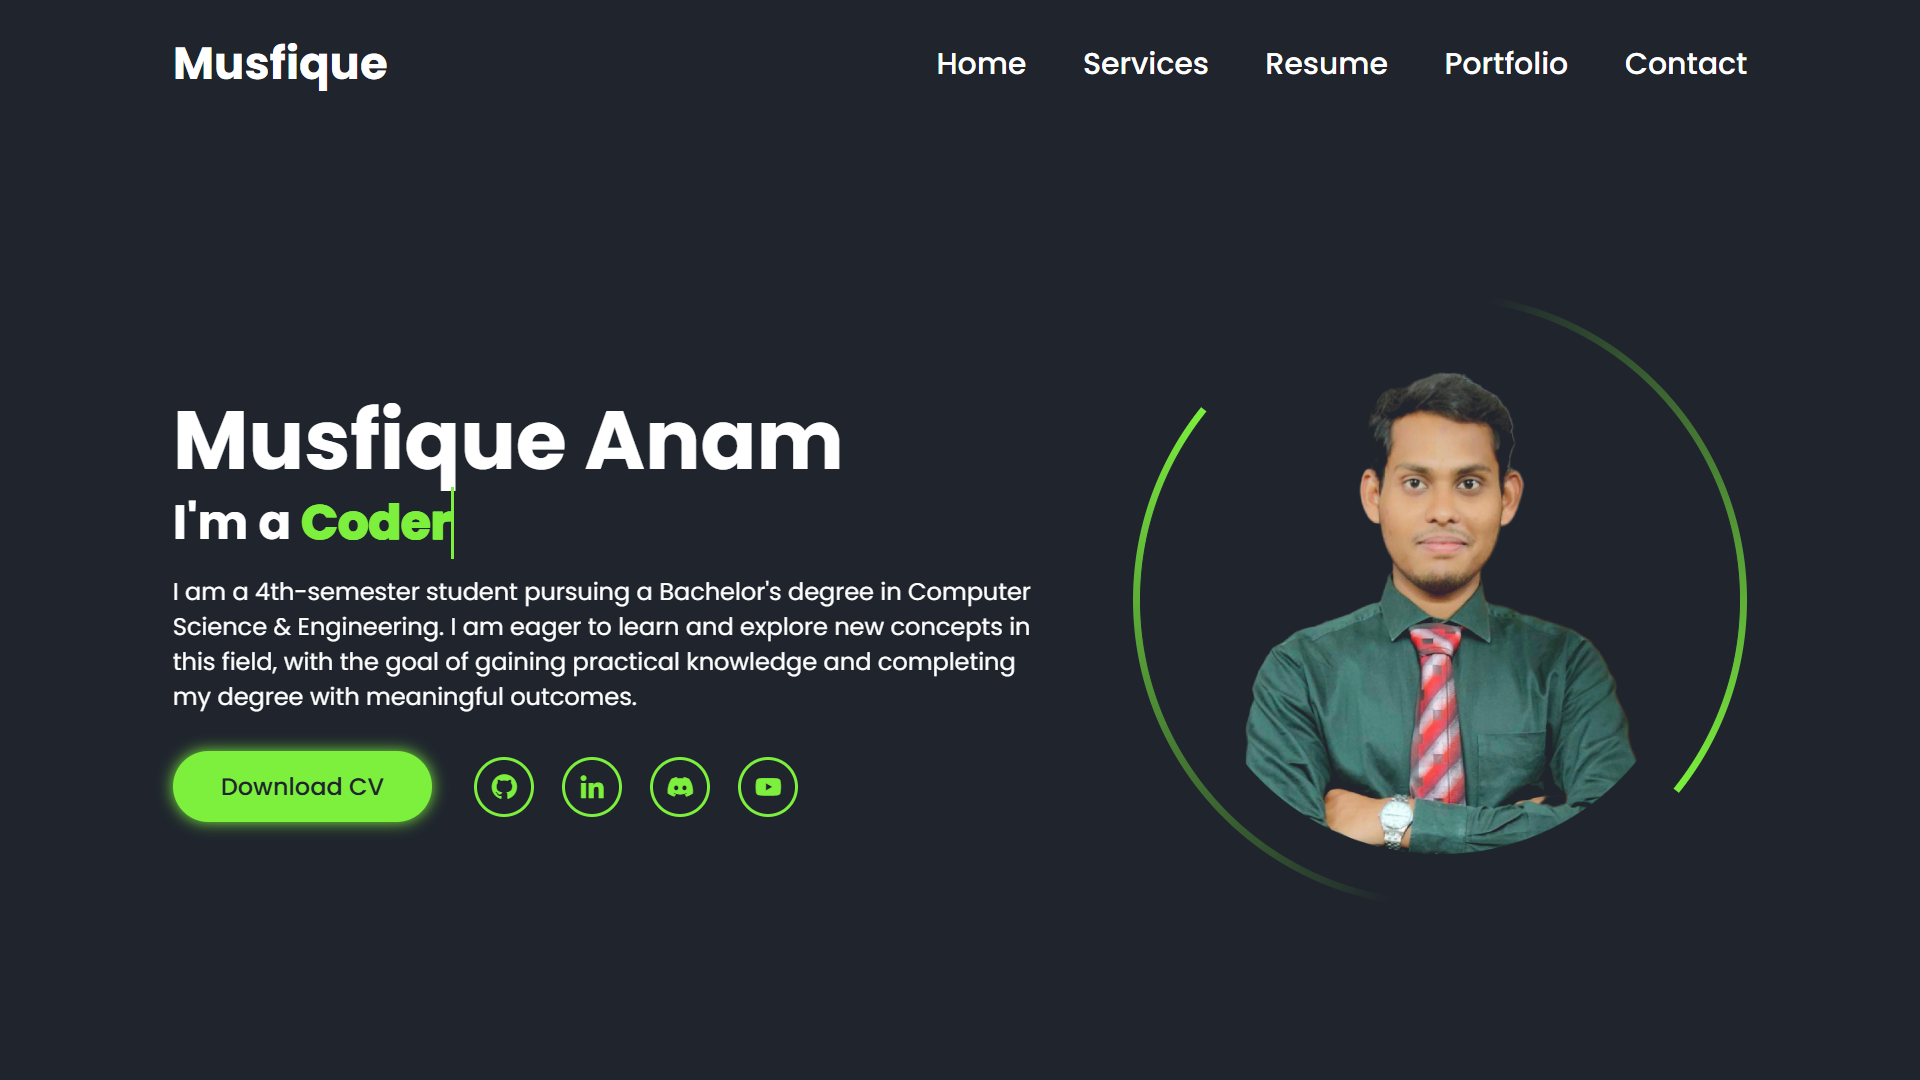 Musfique
Home Services Resume Portfolio Contact
Musfique Anam
I'm a Coder
I am a 4th-semester student pursuing a Bachelor's degree in Computer
Science & Engineering. I am eager to learn and explore new concepts in
this field, with the goal of gaining practical knowledge and completing
my degree with meaningful outcomes.
Download CV
in